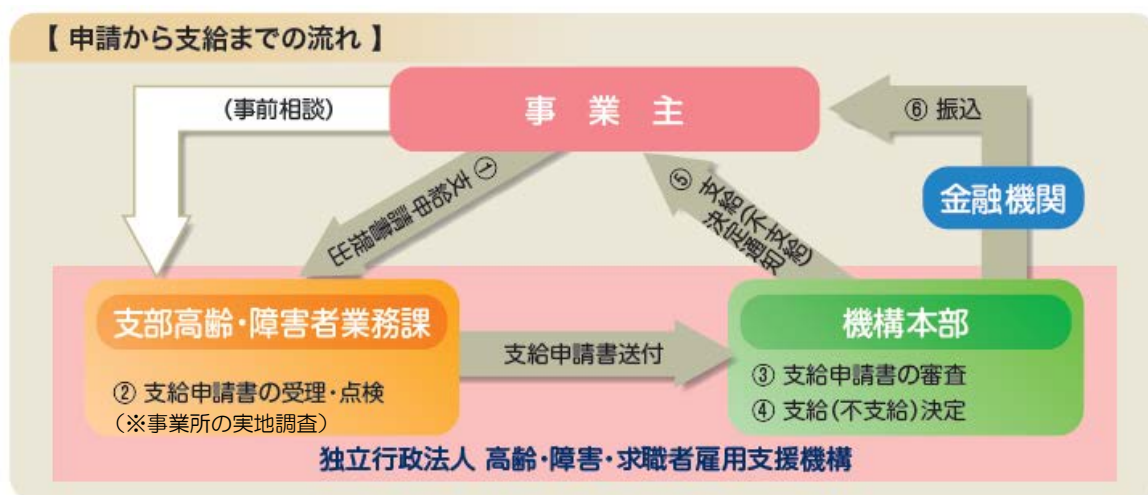 【 申請から支給までの流れ 】
(事前相談)
事 業 主
⑥ 振込
金融機関
① 支給申請書提出
⑤ 支給(不支給)
決定通知
支部高齢・障害者業務課
② 支給申請書の受理・点検
（※事業所の実地調査）
支給申請書送付
機構本部
③ 支給申請書の審査
④ 支給(不支給)決定
独立行政法人 高齢・障害・求職者雇用支援機構